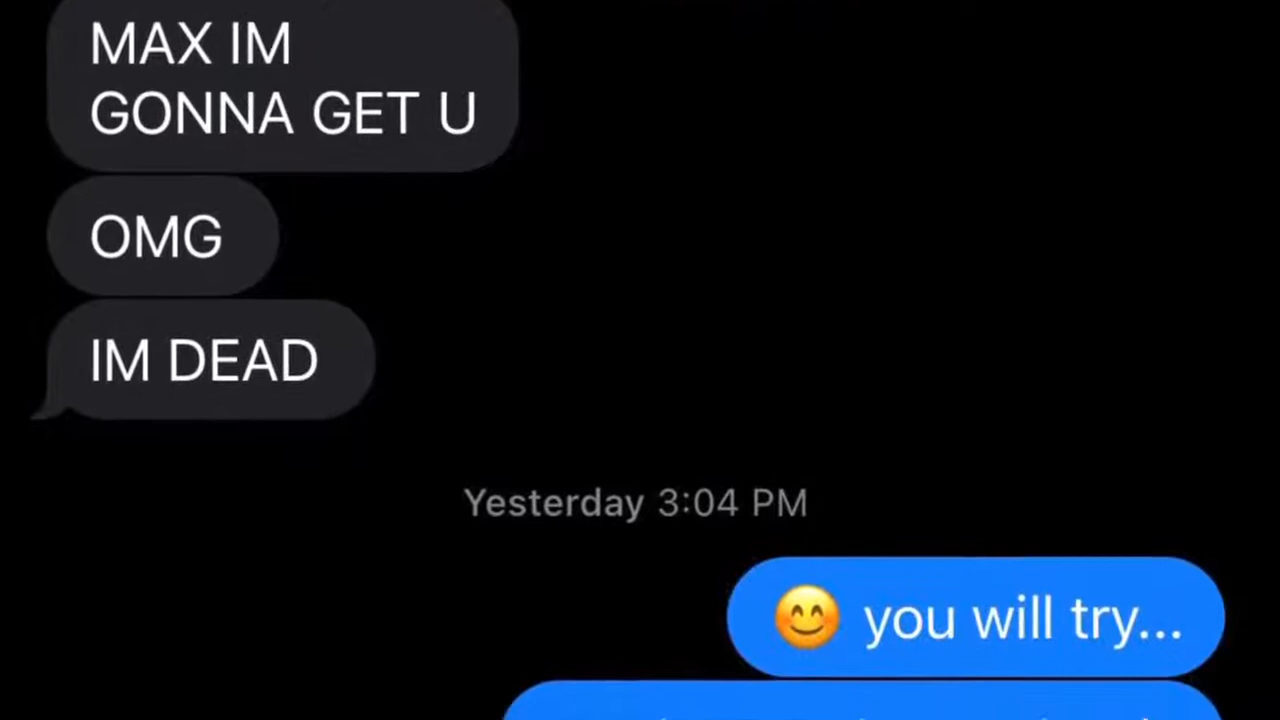 MAX IM
GONNA GET U
OMG
IM DEAD
Yesterday 3:04 PM
😊 you will try...